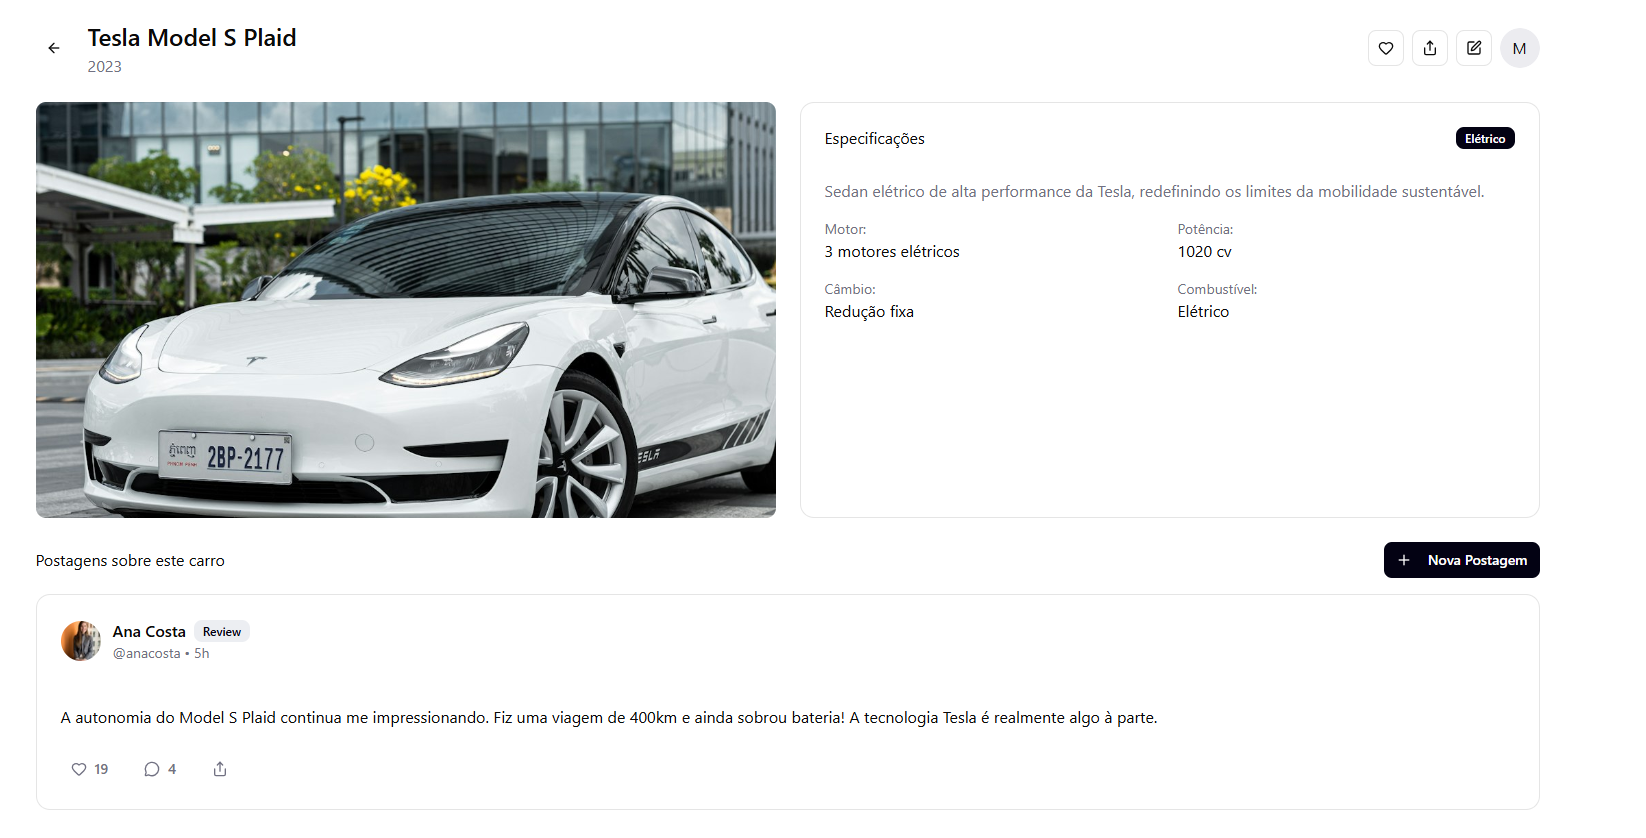 Tesla Model S Plaid
2023
M
2BP-2177
Especificações
Elétrico
Sedan elétrico de alta performance da Tesla, redefinindo os limites da mobilidade sustentável.
Motor:
Potência:
3 motores elétricos
1020 cv
Câmbio:
Combustível:
Redução fixa
Elétrico
Postagens sobre este carro
Nova Postagem
Ana Costa
Review
@anacosta • 5h
A autonomia do Model S Plaid continua me impressionando. Fiz uma viagem de 400km e ainda sobrou bateria! A tecnologia Tesla é realmente algo à parte.
19
4